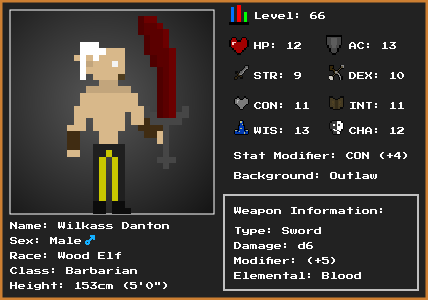 Level: 66
HP: 12
AC: 13
STR: 9
DEX: 10
CON: 11
INT: 11
WIS: 13
CHA: 12
Stat Modifier: CON (+4)
Background: Outlaw
Weapon Information:
Type: Sword
Damage: d6
Modifier: (+5)
Elemental: Blood
Name: Wilkass Danton
Sex: Male♂
Race: Wood Elf
Class: Barbarian
Height: 153cm (5'0")